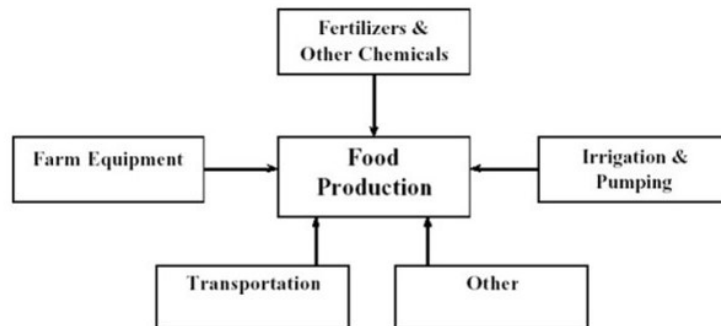 Fertilizers &
Other Chemicals
Farm Equipment
Food
Production
Irrigation &
Pumping
Transportation
Other